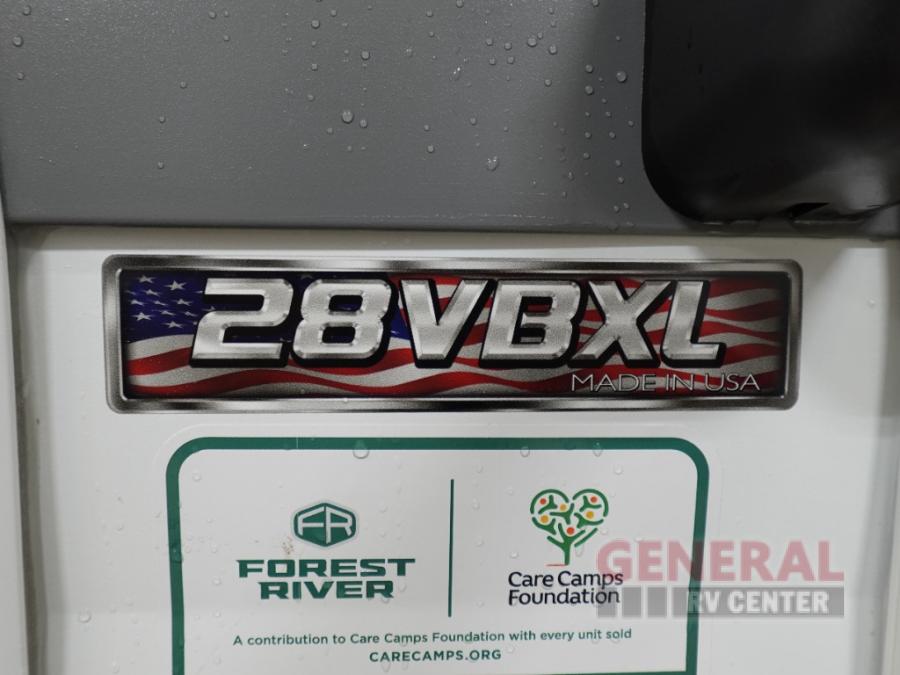 28VBXL
MADE IN USA
FR
FOREST
RIVER
Care Camps
Foundation
A contribution to Care Camps Foundation with every unit sold
CARECAMPS.ORG
GENERAL
RV CENTER